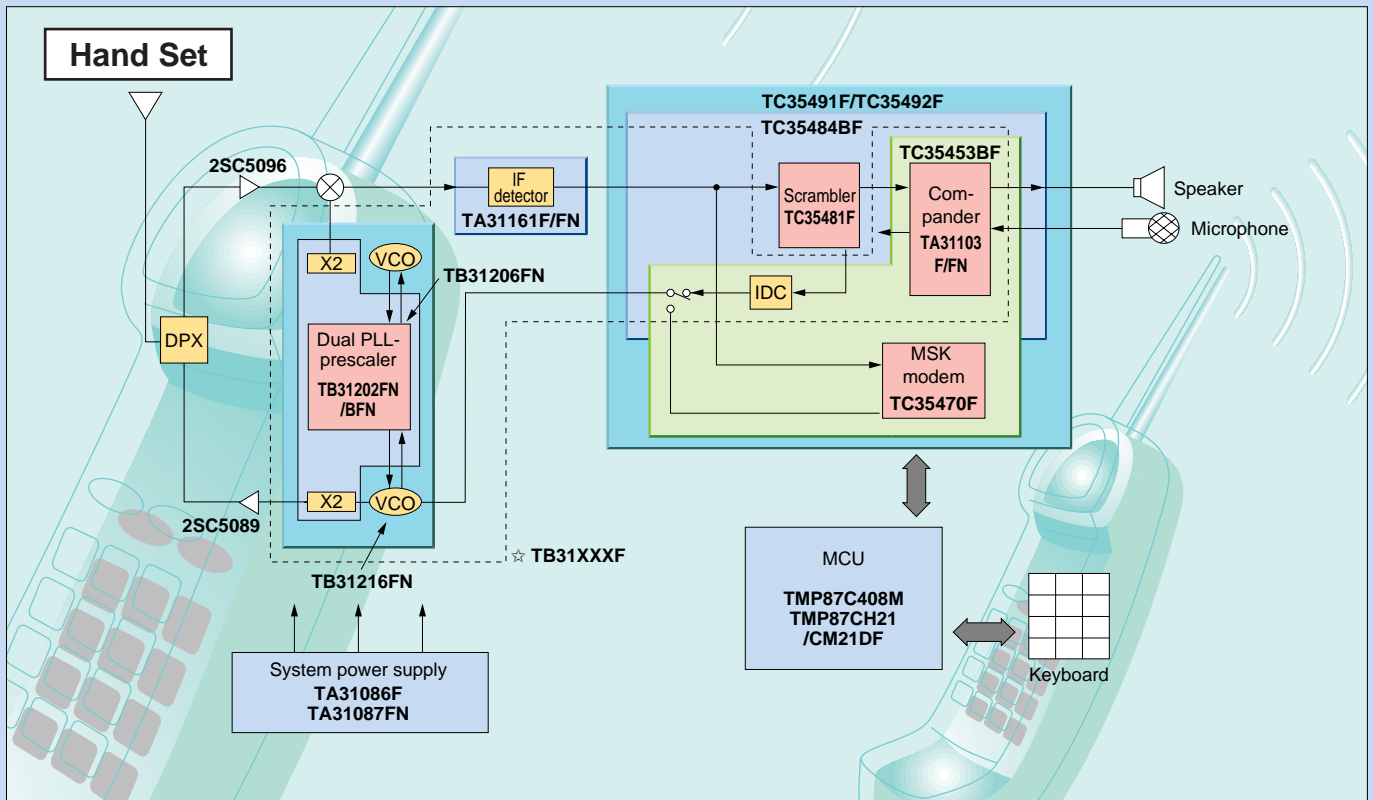 Hand Set
2SC5096
IF
detector
TA31161F/FN
TC35491F/TC35492F
TC35484BF
TC35453BF
Scrambler
TC35481F
Com-
pander
TA31103
F/FN
Speaker
Microphone
X2
VCO
TB31206FN
IDC
DPX
Dual PLL-
prescaler
TB31202FN
/BFN
MSK
modem
TC35470F
X2
VCO
2SC5089
☆ TB31XXXF
TB31216FN
MCU
TMP87C408M
TMP87CH21
/CM21DF
Keyboard
System power supply
TA31086F
TA31087FN